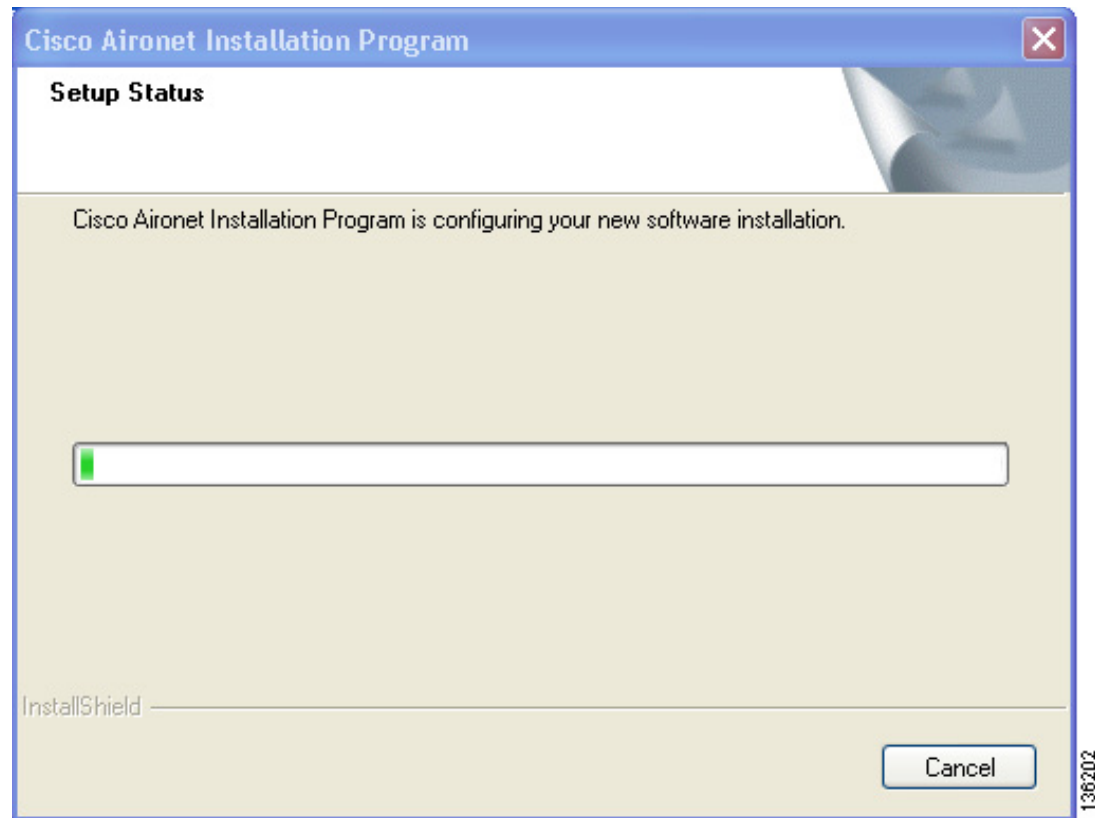 Cisco Aironet Installation Program
Setup Status
Cisco Aironet Installation Program is configuring your new software installation.
InstallShield
Cancel
136202